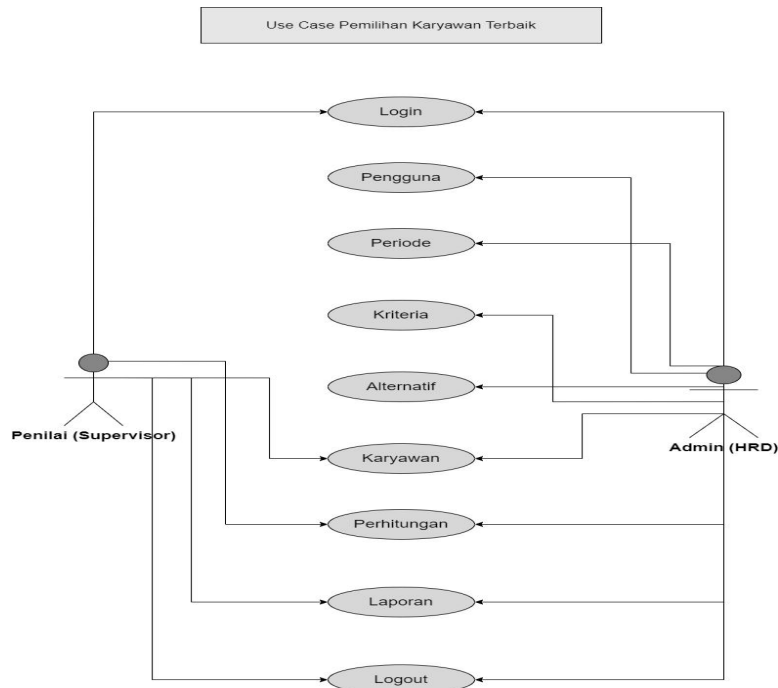 Use Case Pemilihan Karyawan Terbaik
Login
Pengguna
Periode
Kriteria
Alternatif
Penilai (Supervisor)
Admin (HRD)
Karyawan
Perhitungan
Laporan
Logout